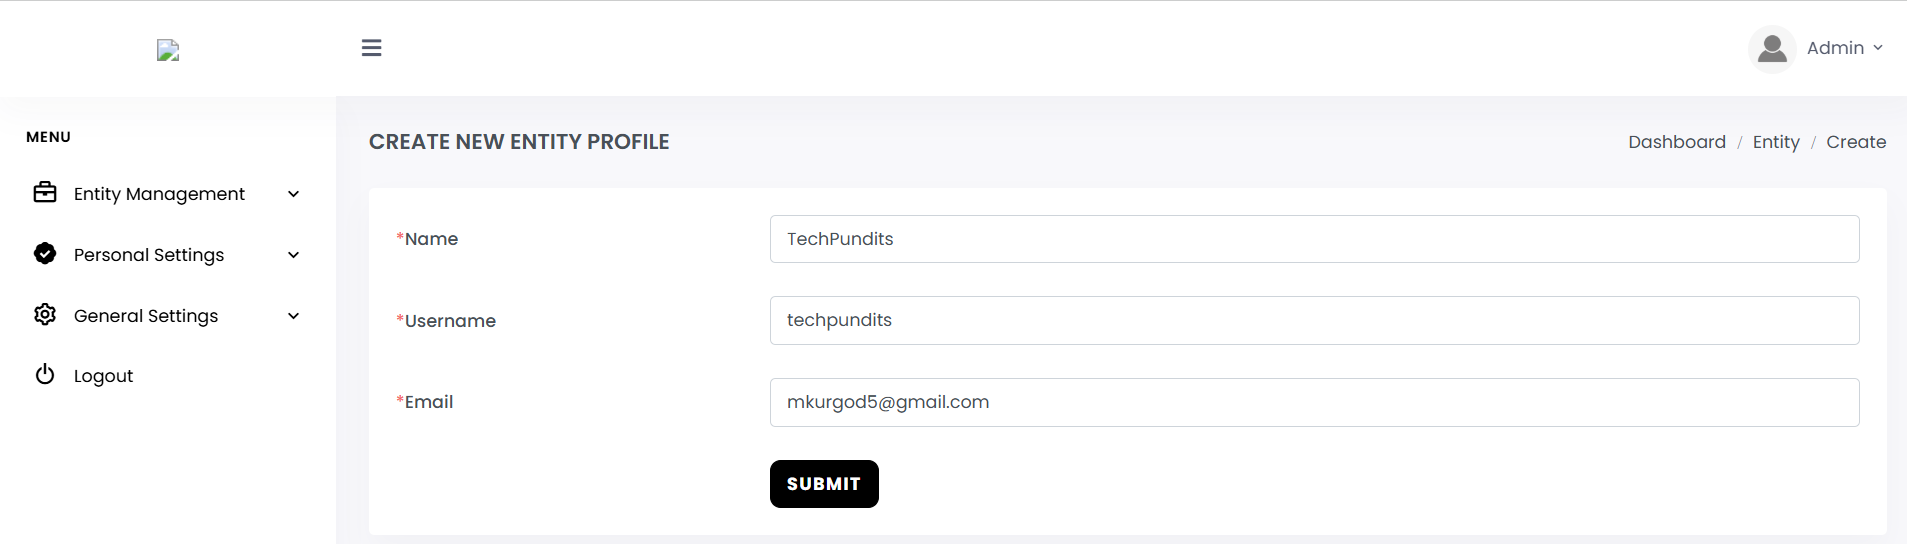 Admin
MENU
Entity Management
Personal Settings
General Settings
Logout
CREATE NEW ENTITY PROFILE
Dashboard / Entity / Create
*Name
TechPundits
*Username
techpundits
*Email
mkurgod5@gmail.com
SUBMIT